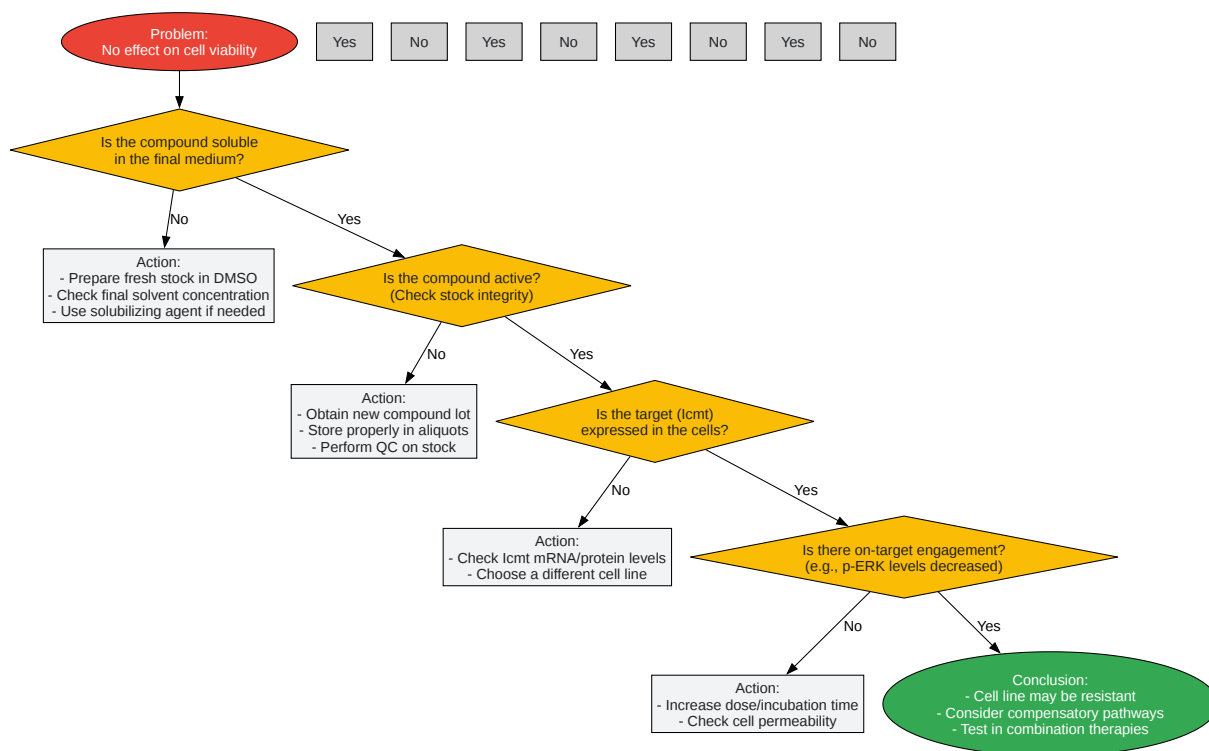 Problem:
No effect on cell viability
Yes
No
Yes
No
Yes
No
Yes
No
Is the compound soluble
in the final medium?
No
Yes
Action:
- Prepare fresh stock in DMSO
- Check final solvent concentration
- Use solubilizing agent if needed
Is the compound active?
(Check stock integrity)
No
Yes
Action:
- Obtain new compound lot
- Store properly in aliquots
- Perform QC on stock
Is the target (Icmt)
expressed in the cells?
No
Yes
Action:
- Check Icmt mRNA/protein levels
- Choose a different cell line
Is there on-target engagement?
(e.g., p-ERK levels decreased)
No
Yes
Action:
- Increase dose/incubation time
- Check cell permeability
Conclusion:
- Cell line may be resistant
- Consider compensatory pathways
- Test in combination therapies